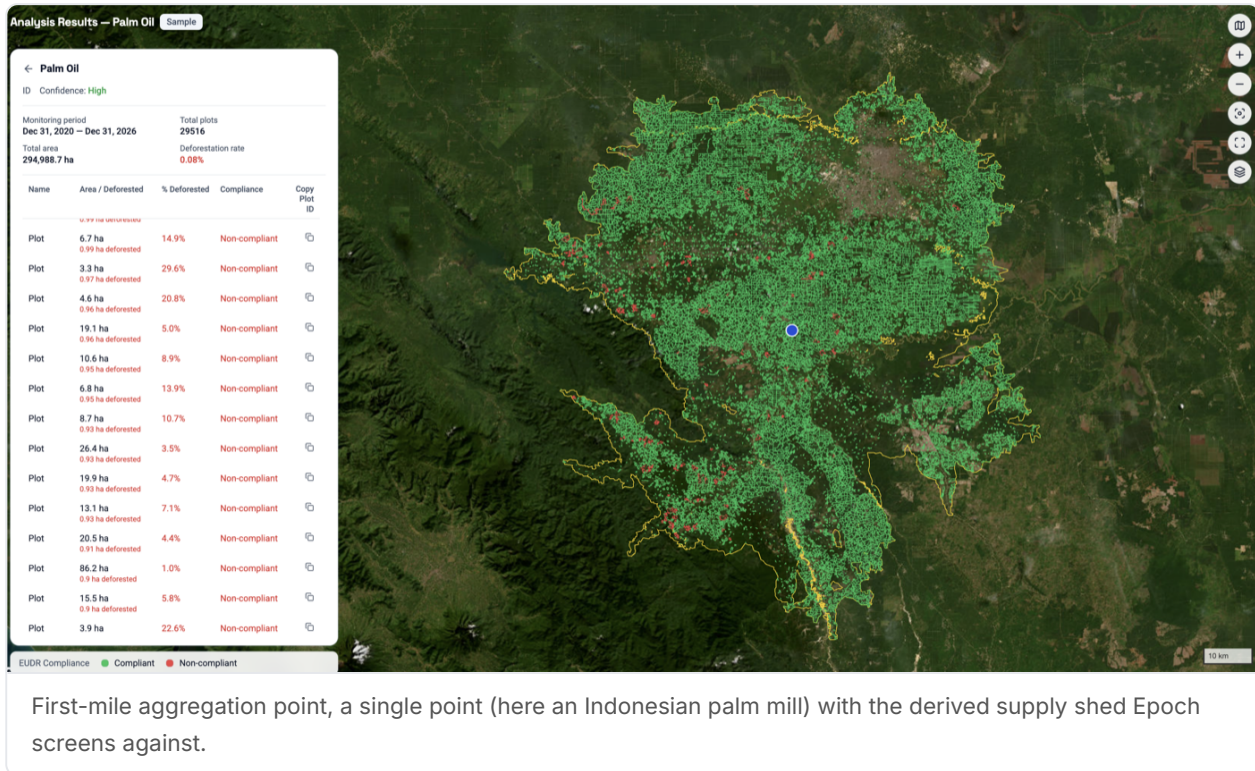 Analysis Results — Palm Oil Sample
← Palm Oil
ID Confidence: High
Monitoring period Total plots
Dec 31, 2020 — Dec 31, 2026 29516
Total area Deforestation rate
294,988.7 ha 0.08%
Name Area / Deforested % Deforested Compliance Copy Plot ID
0.99 ha deforested
Plot 6.7 ha 14.9% Non-compliant
0.99 ha deforested
Plot 3.3 ha 29.6% Non-compliant
0.97 ha deforested
Plot 4.6 ha 20.8% Non-compliant
0.96 ha deforested
Plot 19.1 ha 5.0% Non-compliant
0.96 ha deforested
Plot 10.6 ha 8.9% Non-compliant
0.95 ha deforested
Plot 6.8 ha 13.9% Non-compliant
0.95 ha deforested
Plot 8.7 ha 10.7% Non-compliant
0.93 ha deforested
Plot 26.4 ha 3.5% Non-compliant
0.93 ha deforested
Plot 19.9 ha 4.7% Non-compliant
0.93 ha deforested
Plot 13.1 ha 7.1% Non-compliant
0.93 ha deforested
Plot 20.5 ha 4.4% Non-compliant
0.91 ha deforested
Plot 86.2 ha 1.0% Non-compliant
0.9 ha deforested
Plot 15.5 ha 5.8% Non-compliant
0.9 ha deforested
Plot 3.9 ha 22.6% Non-compliant
EUDR Compliance Compliant Non-compliant
10 km
First-mile aggregation point, a single point (here an Indonesian palm mill) with the derived supply shed Epoch
screens against.